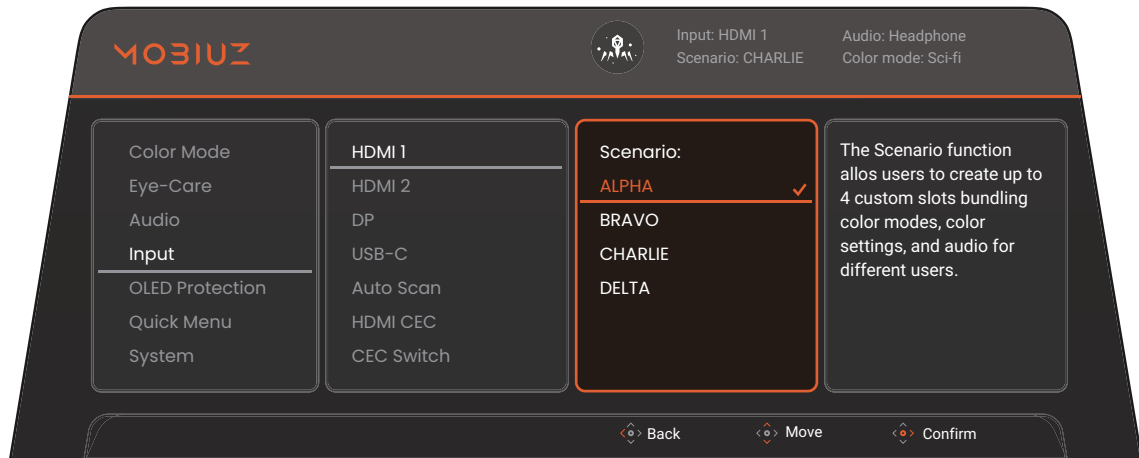 MOBIUZ
Input: HDMI 1
Scenario: CHARLIE
Audio: Headphone
Color mode: Sci-fi
Color Mode
Eye-Care
Audio
Input
OLED Protection
Quick Menu
System
HDMI 1
HDMI 2
DP
USB-C
Auto Scan
HDMI CEC
CEC Switch
Scenario:
ALPHA
BRAVO
CHARLIE
DELTA
The Scenario function
allos users to create up to
4 custom slots bundling
color modes, color
settings, and audio for
different users.
Back
Move
Confirm